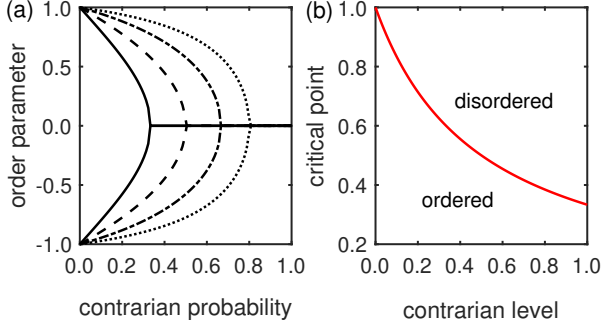 (a)
order parameter
1.0
0.5
0.0
-0.5
-1.0
0.0 0.2 0.4 0.6 0.8 1.0
contrarian probability
(b)
critical point
1.0
0.8
0.6
0.4
0.2
disordered
ordered
0.0 0.2 0.4 0.6 0.8 1.0
contrarian level